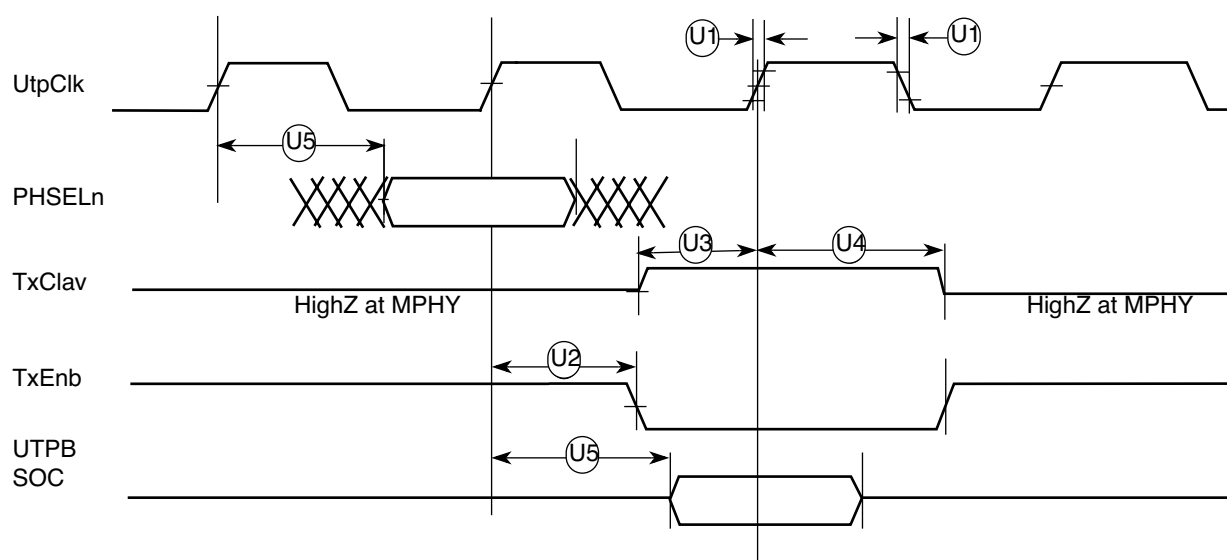 U1 U1
UtpClk
U5
PHSELn
U3 U4
TxClav
HighZ at MPHY HighZ at MPHY
U2
TxEnb
UTPB
SOC
U5